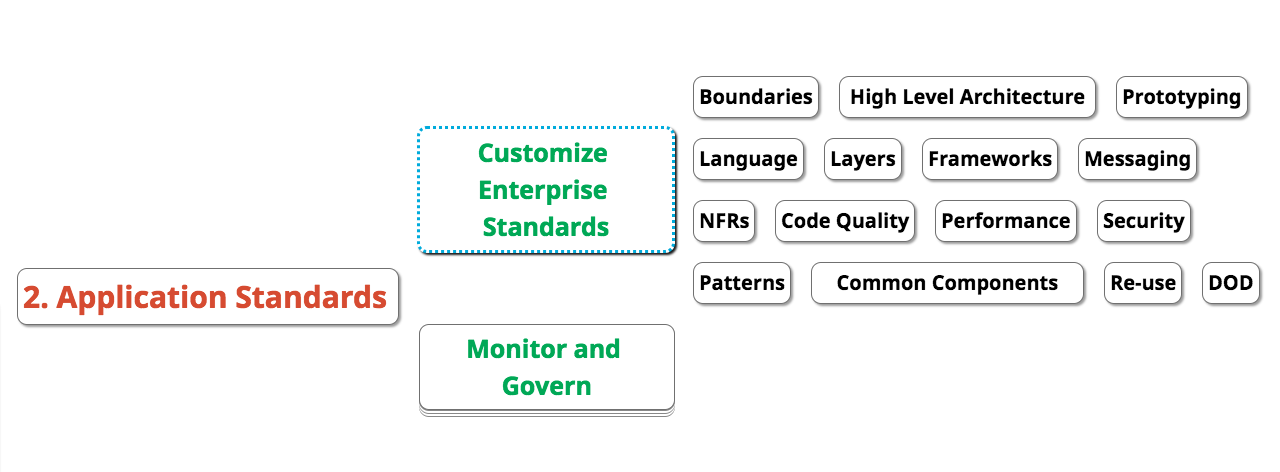 2. Application Standards
Customize
Enterprise
Standards
Boundaries High Level Architecture Prototyping
Language Layers Frameworks Messaging
NFRs Code Quality Performance Security
Patterns Common Components Re-use DOD
Monitor and
Govern